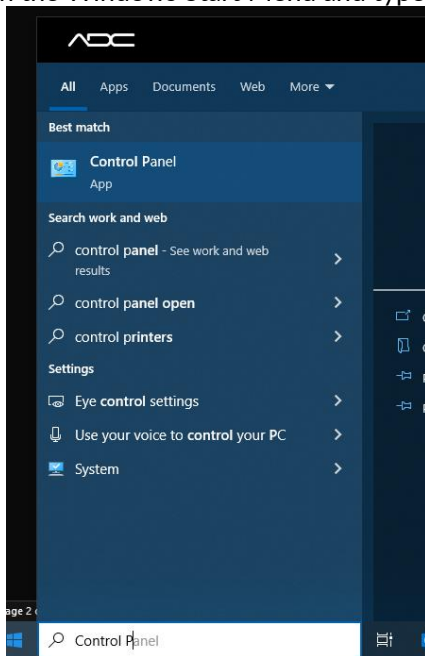 ADC
All Apps Documents Web More
Best match
Control Panel
App
Search work and web
control panel - See work and web
results
control panel open
control printers
Settings
Eye control settings
Use your voice to control your PC
System
age 2
Control Panel